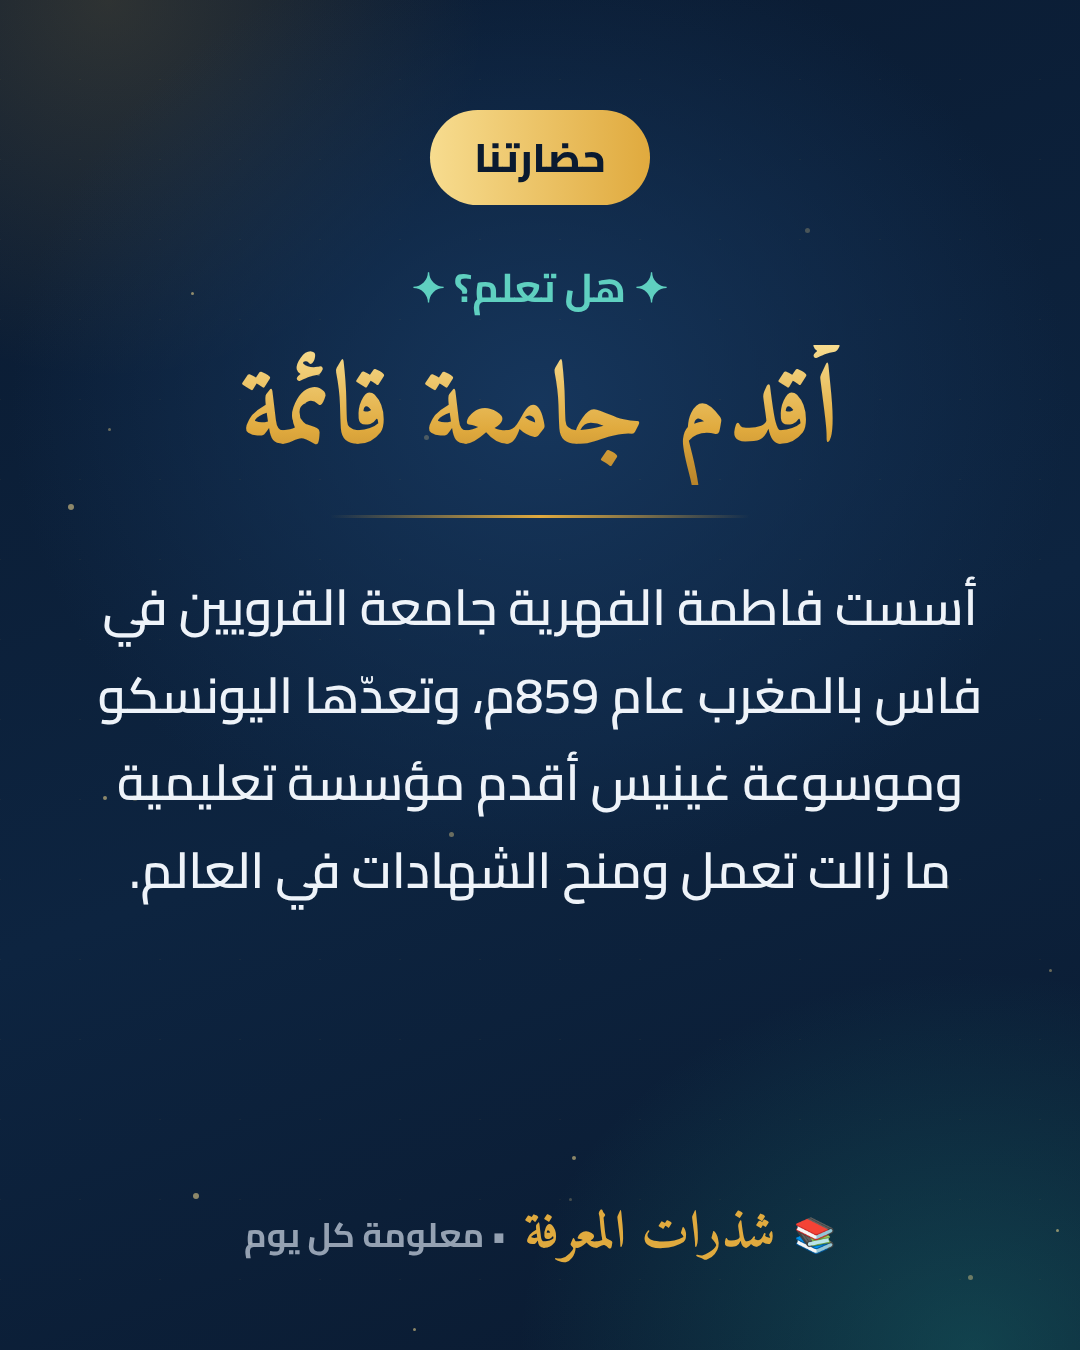 حضارتنا
✦ هل تعلم؟ ✦
أقدم جامعة قائمة
أسست فاطمة الفهرية جامعة القرويين في
فاس بالمغرب عام 859م، وتعدّها اليونسكو
وموسوعة غينيس أقدم مؤسسة تعليمية
ما زالت تعمل ومنح الشهادات في العالم.
📚 شذرات المعرفة ▪ معلومة كل يوم